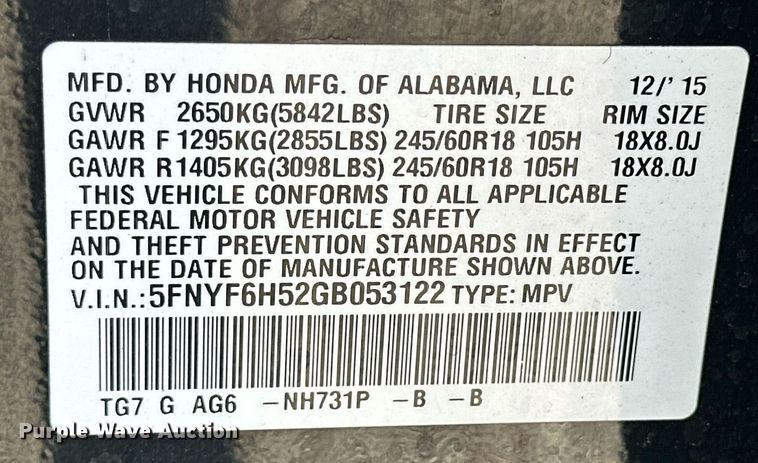 MFD. BY HONDA MFG. OF ALABAMA, LLC 12/' 15
GVWR 2650KG(5842LBS) TIRE SIZE RIM SIZE
GAWR F 1295KG(2855LBS) 245/60R18 105H 18X8.0J
GAWR R1405KG(3098LBS) 245/60R18 105H 18X8.0J
THIS VEHICLE CONFORMS TO ALL APPLICABLE
FEDERAL MOTOR VEHICLE SAFETY
AND THEFT PREVENTION STANDARDS IN EFFECT
ON THE DATE OF MANUFACTURE SHOWN ABOVE.
V.I.N.: 5FNYF6H52GB053122 TYPE: MPV
TG7 G AG6 -NH731P -B -B
Purple Wave Auction